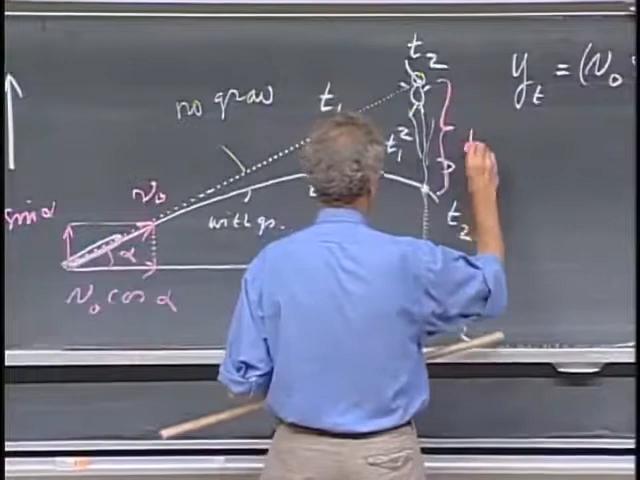 t₂
yₜ = (v₀
no grav
t₁
t₁²
v₀
sin α
with gr.
t₂
α
v₀ cos α